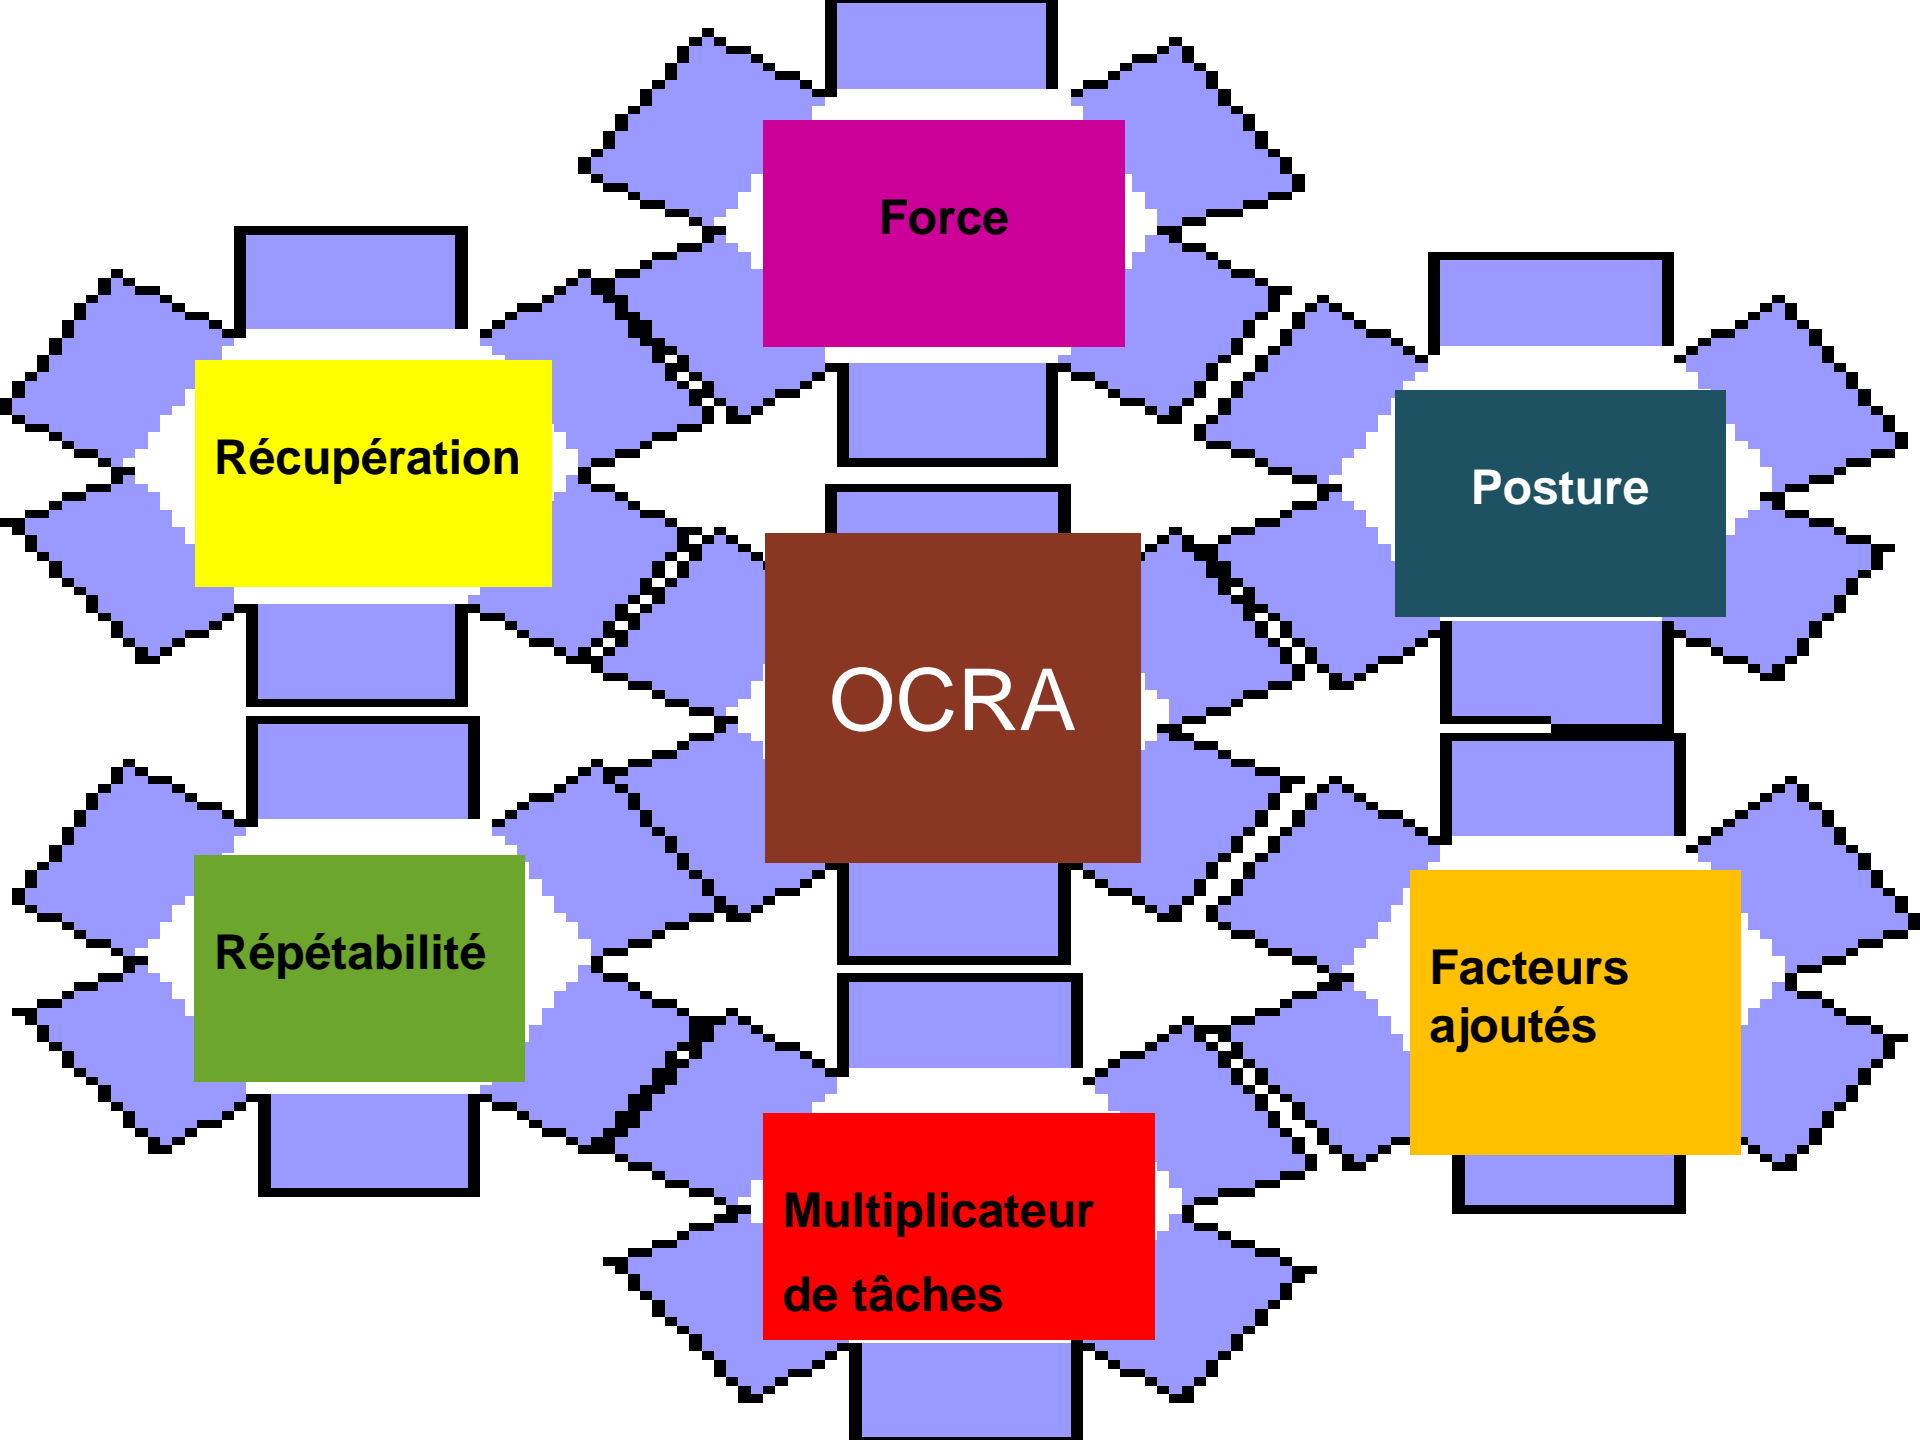 Force
Récupération
Posture
OCRA
Répétabilité
Facteurs
ajoutés
Multiplicateur
de tâches